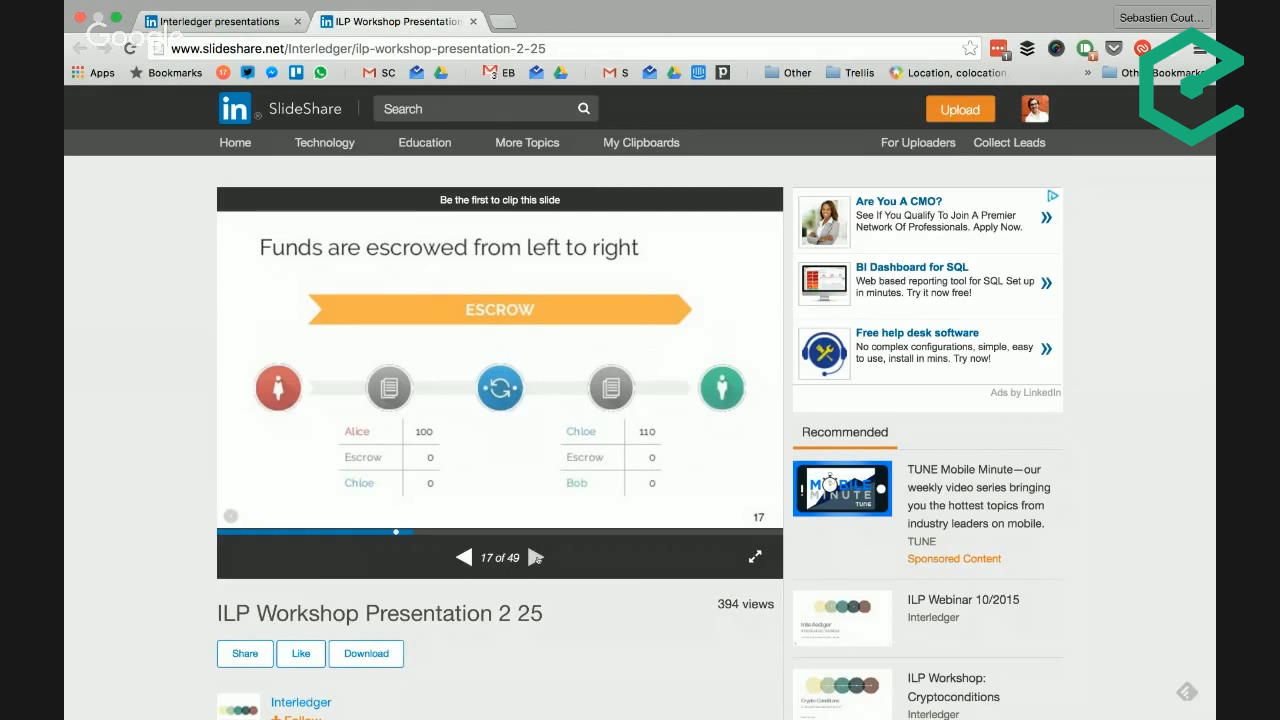 Interledger presentations
ILP Workshop Presentation
Sebastien Cout...
Google
www.slideshare.net/Interledger/ilp-workshop-presentation-2-25
Apps
Bookmarks
17
SC
EB
S
Other
Trellis
Location, colocation,
»
Other Bookmarks
in SlideShare
Search
Upload
Home
Technology
Education
More Topics
My Clipboards
For Uploaders
Collect Leads
Be the first to clip this slide
Funds are escrowed from left to right
ESCROW
Alice 100
Escrow 0
Chloe 0
Chloe 110
Escrow 0
Bob 0
17
17 of 49
ILP Workshop Presentation 2 25
394 views
Share
Like
Download
Interledger
+ Follow
Are You A CMO?
See If You Qualify To Join A Premier
Network Of Professionals. Apply Now.
BI Dashboard for SQL
Web based reporting tool for SQL Set up
in minutes. Try it now free!
Free help desk software
No complex configurations, simple, easy
to use, install in mins. Try now!
Ads by LinkedIn
Recommended
MOBILE
MINUTE
TUNE
TUNE Mobile Minute—our
weekly video series bringing
you the hottest topics from
industry leaders on mobile.
TUNE
Sponsored Content
Interledger
ILP Webinar 10/2015
Interledger
ILP Workshop:
Cryptoconditions
Interledger